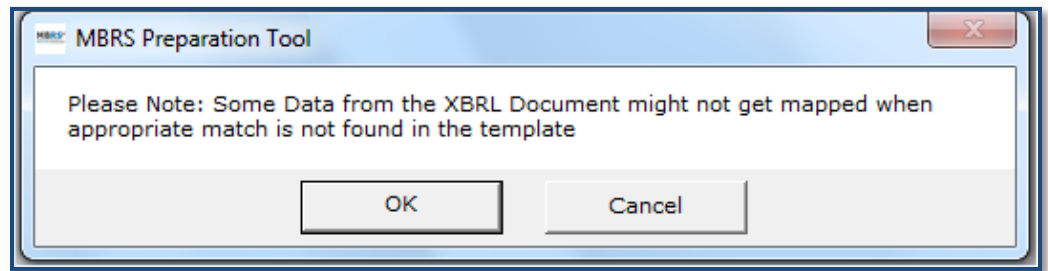 MBRS MBRS Preparation Tool
Please Note: Some Data from the XBRL Document might not get mapped when
appropriate match is not found in the template
OK Cancel